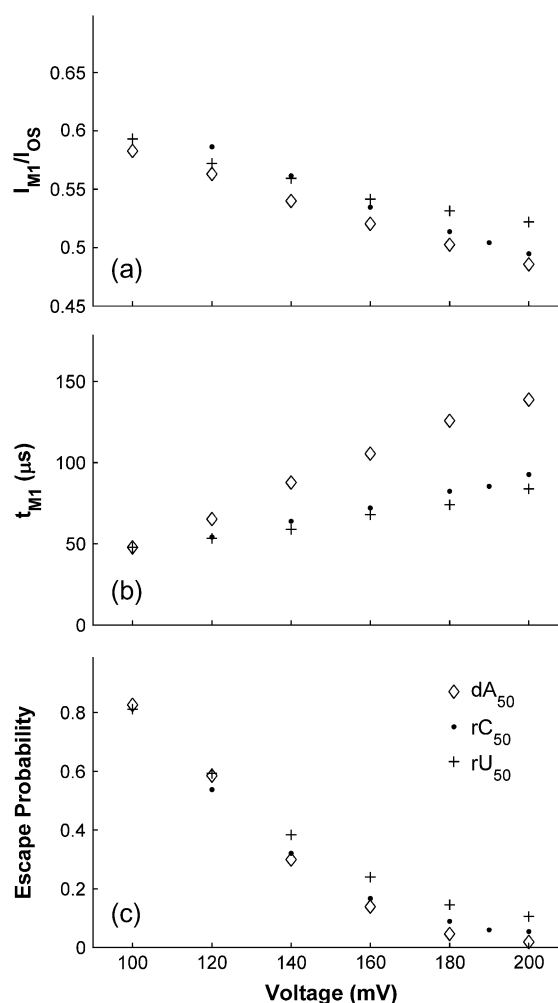 0.65
0.6
0.55
0.5
0.45
I_M1/I_OS
(a)
150
100
50
0
t_M1 (μs)
(b)
0.8
0.6
0.4
0.2
0
Escape Probability
dA_50
rC_50
rU_50
(c)
100 120 140 160 180 200
Voltage (mV)